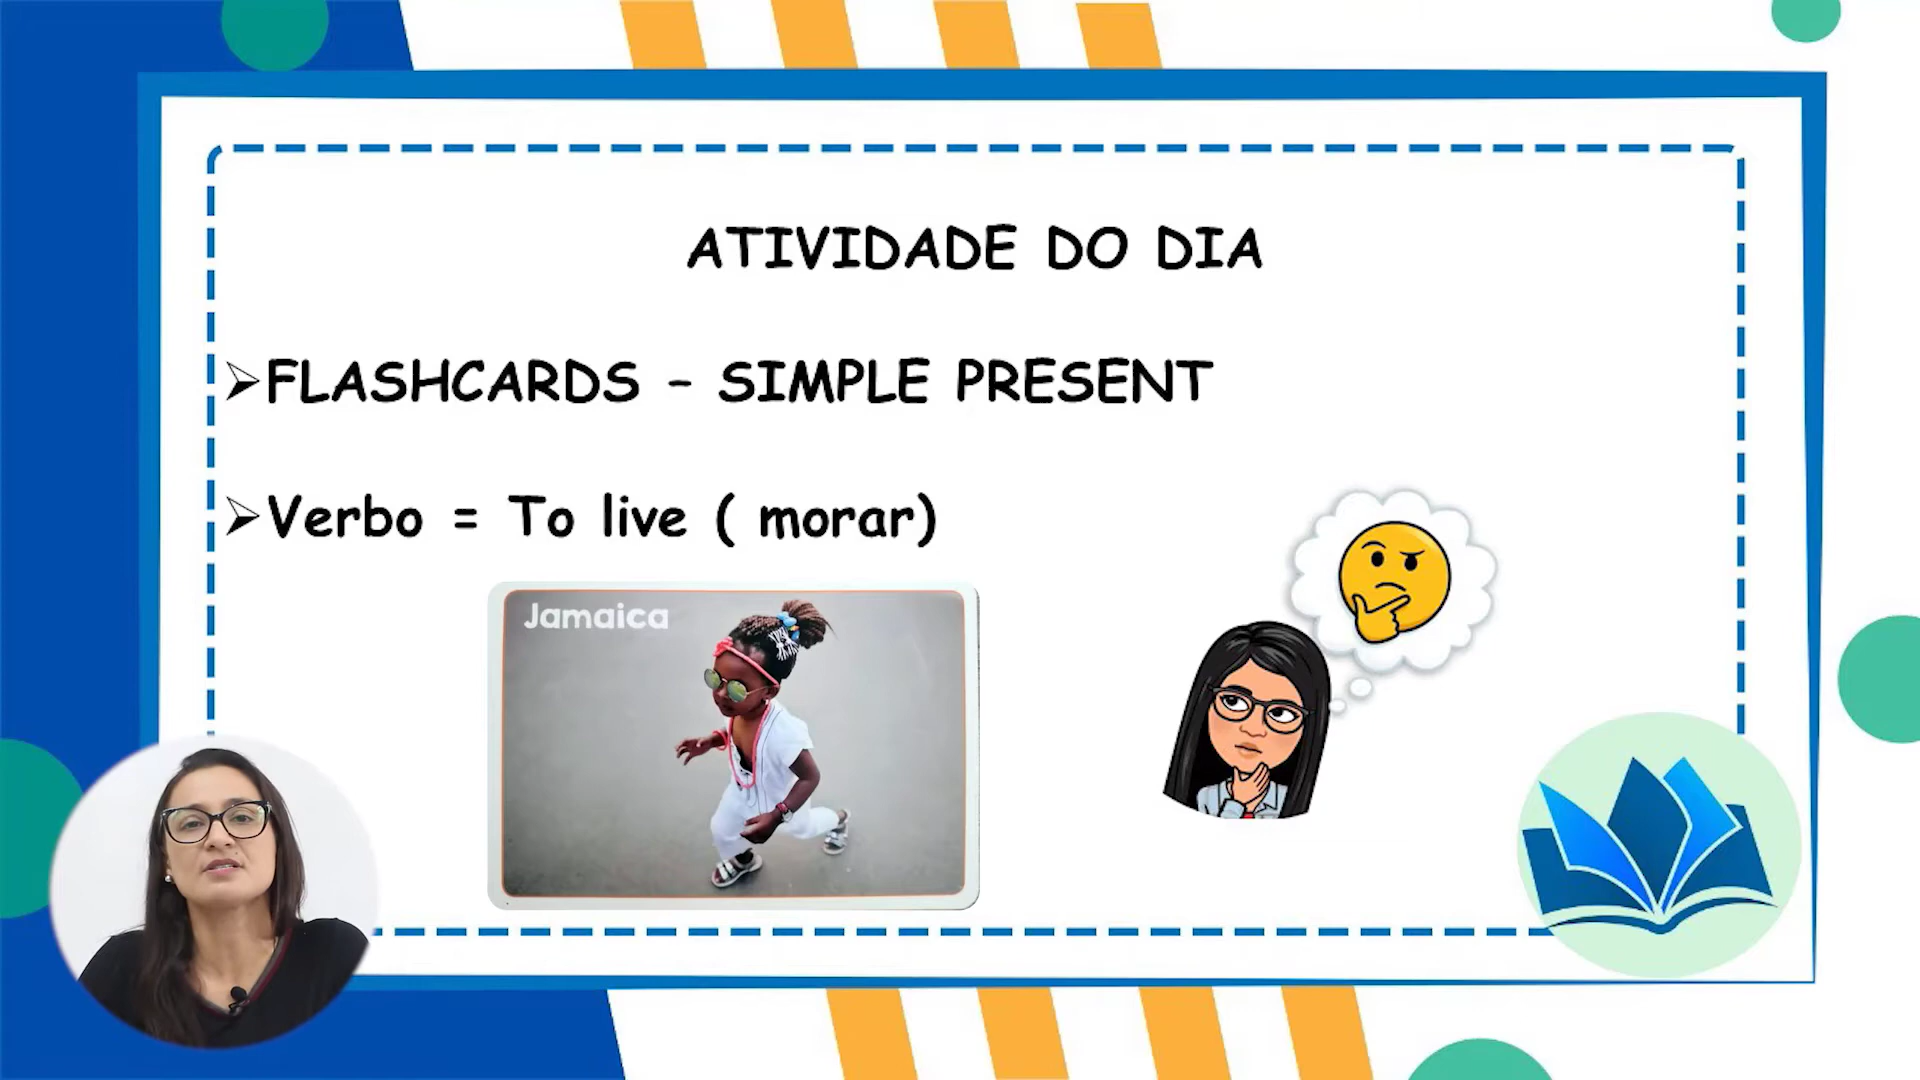 ATIVIDADE DO DIA
➢FLASHCARDS – SIMPLE PRESENT
➢Verbo = To live ( morar)
Jamaica